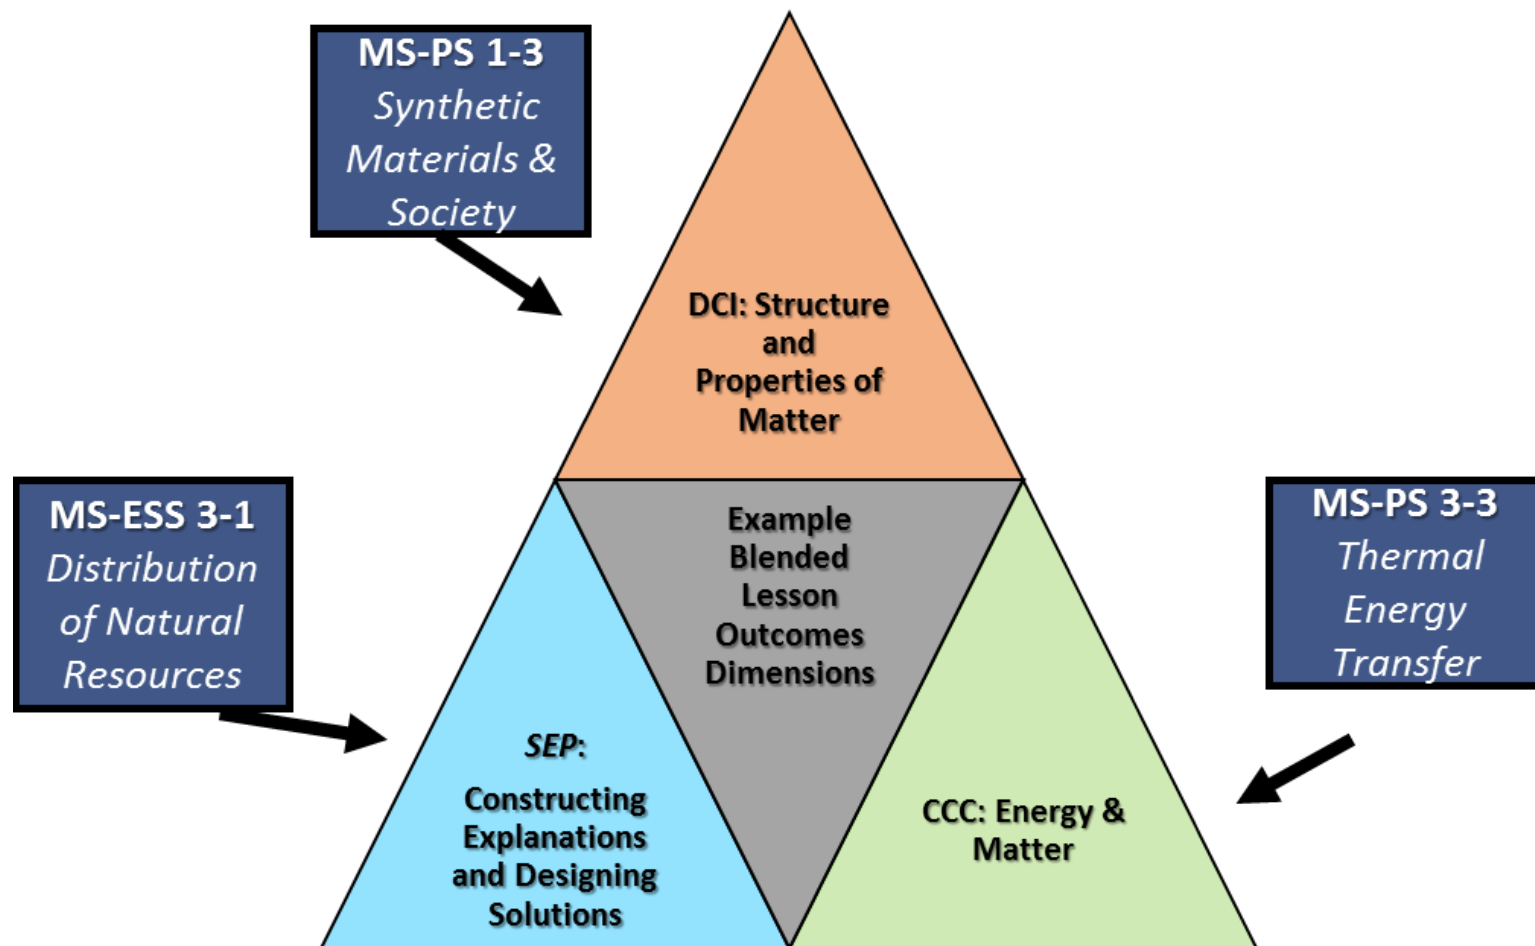 MS-PS 1-3
Synthetic
Materials &
Society
DCI: Structure
and
Properties of
Matter
MS-ESS 3-1
Distribution
of Natural
Resources
Example
Blended
Lesson
Outcomes
Dimensions
MS-PS 3-3
Thermal
Energy
Transfer
SEP:
Constructing
Explanations
and Designing
Solutions
CCC: Energy &
Matter